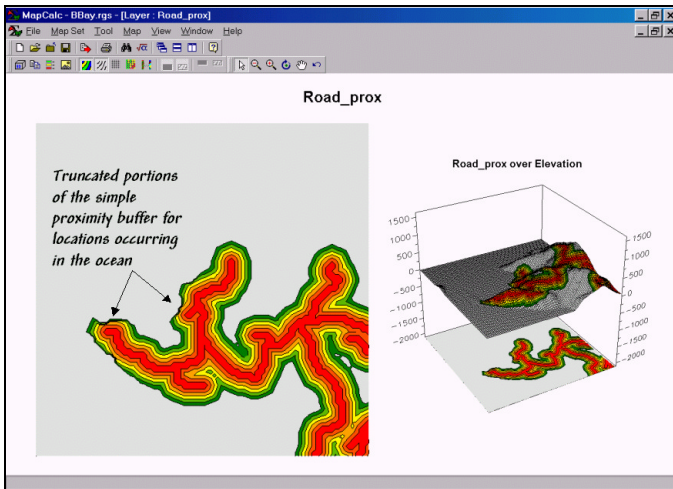 MapCalc - BBay.rgs - [Layer : Road_prox]
File Map Set Tool Map View Window Help
Road_prox
Truncated portions
of the simple
proximity buffer for
locations occurring
in the ocean
Road_prox over Elevation
1500
1000
500
0
-500
-1000
-1500
-2000
1500
1000
500
0
-500
-1000
-1500
-2000